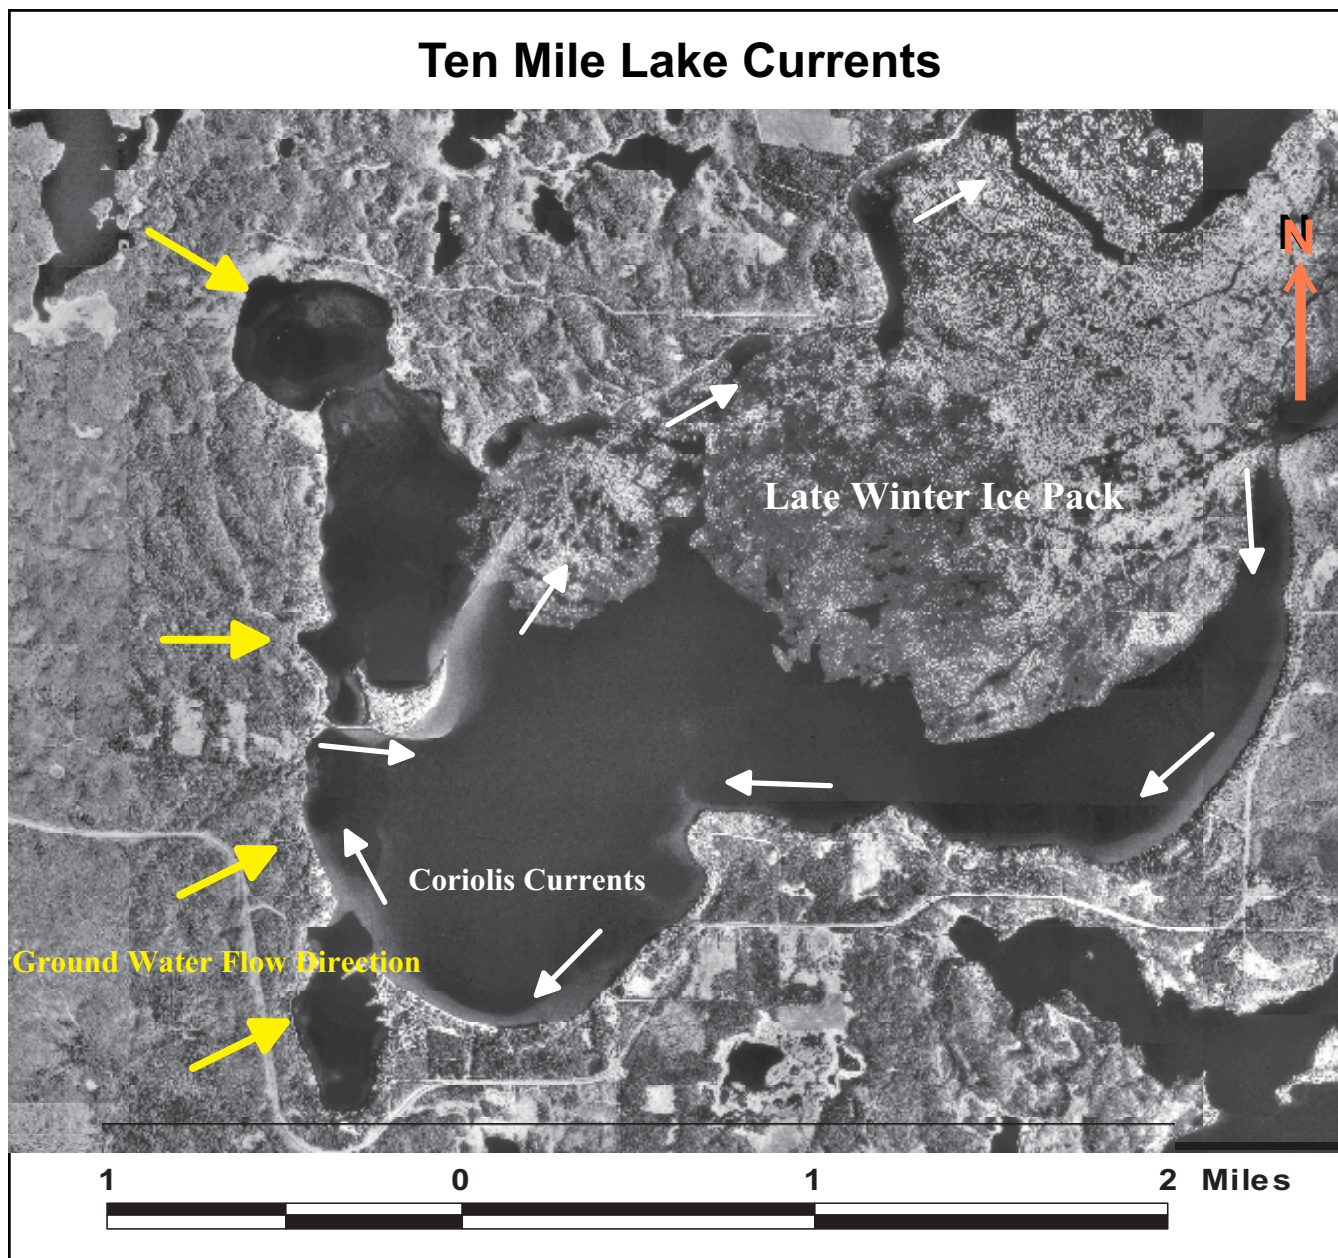 Ten Mile Lake Currents
N
Late Winter Ice Pack
Coriolis Currents
Ground Water Flow Direction
1 0 1 2 Miles